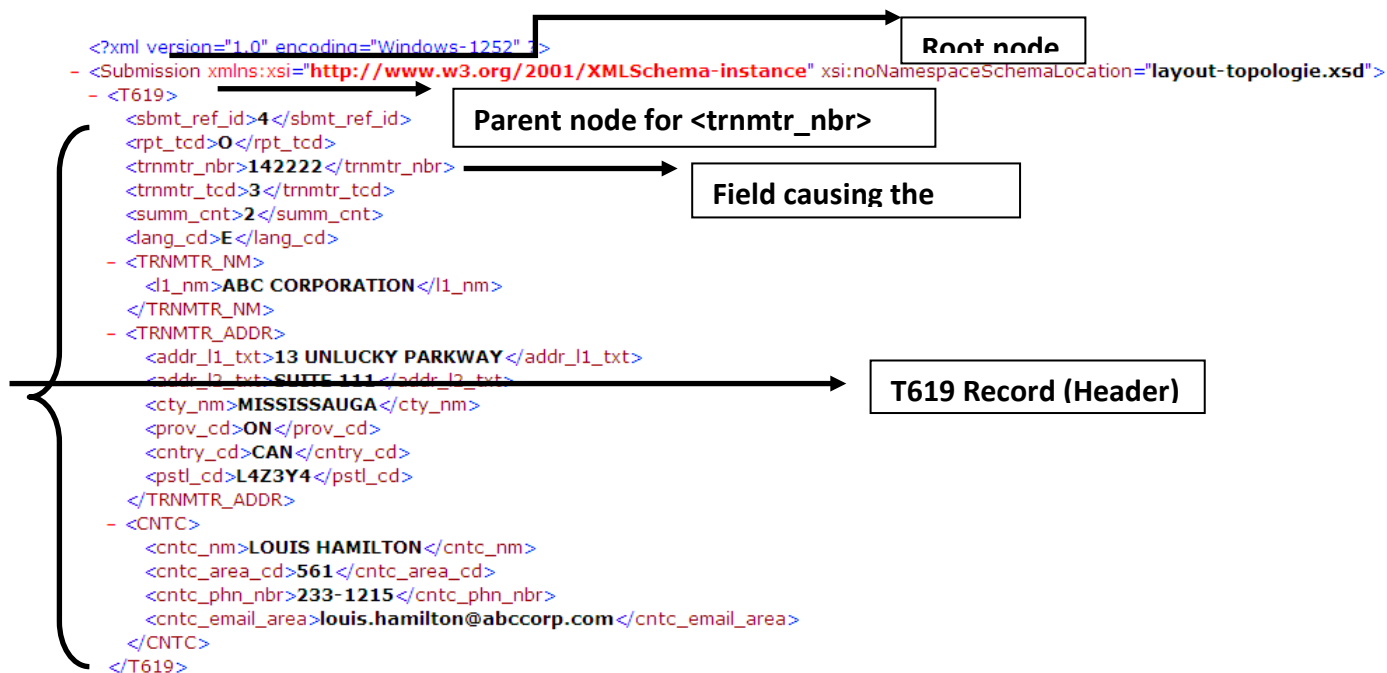 <?xml version="1.0" encoding="Windows-1252" ?>
Root node
- <Submission xmlns:xsi="http://www.w3.org/2001/XMLSchema-instance" xsi:noNamespaceSchemaLocation="layout-topologie.xsd">
- <T619>
Parent node for <trnmtr_nbr>
<sbmt_ref_id>4</sbmt_ref_id>
<rpt_tcd>O</rpt_tcd>
<trnmtr_nbr>142222</trnmtr_nbr>
Field causing the
<trnmtr_tcd>3</trnmtr_tcd>
<summ_cnt>2</summ_cnt>
<lang_cd>E</lang_cd>
- <TRNMTR_NM>
<l1_nm>ABC CORPORATION</l1_nm>
</TRNMTR_NM>
- <TRNMTR_ADDR>
<addr_l1_txt>13 UNLUCKY PARKWAY</addr_l1_txt>
<addr_l2_txt>SUITE 111</addr_l2_txt>
T619 Record (Header)
<cty_nm>MISSISSAUGA</cty_nm>
<prov_cd>ON</prov_cd>
<cntry_cd>CAN</cntry_cd>
<pstl_cd>L4Z3Y4</pstl_cd>
</TRNMTR_ADDR>
- <CNTC>
<cntc_nm>LOUIS HAMILTON</cntc_nm>
<cntc_area_cd>561</cntc_area_cd>
<cntc_phn_nbr>233-1215</cntc_phn_nbr>
<cntc_email_area>louis.hamilton@abccorp.com</cntc_email_area>
</CNTC>
</T619>